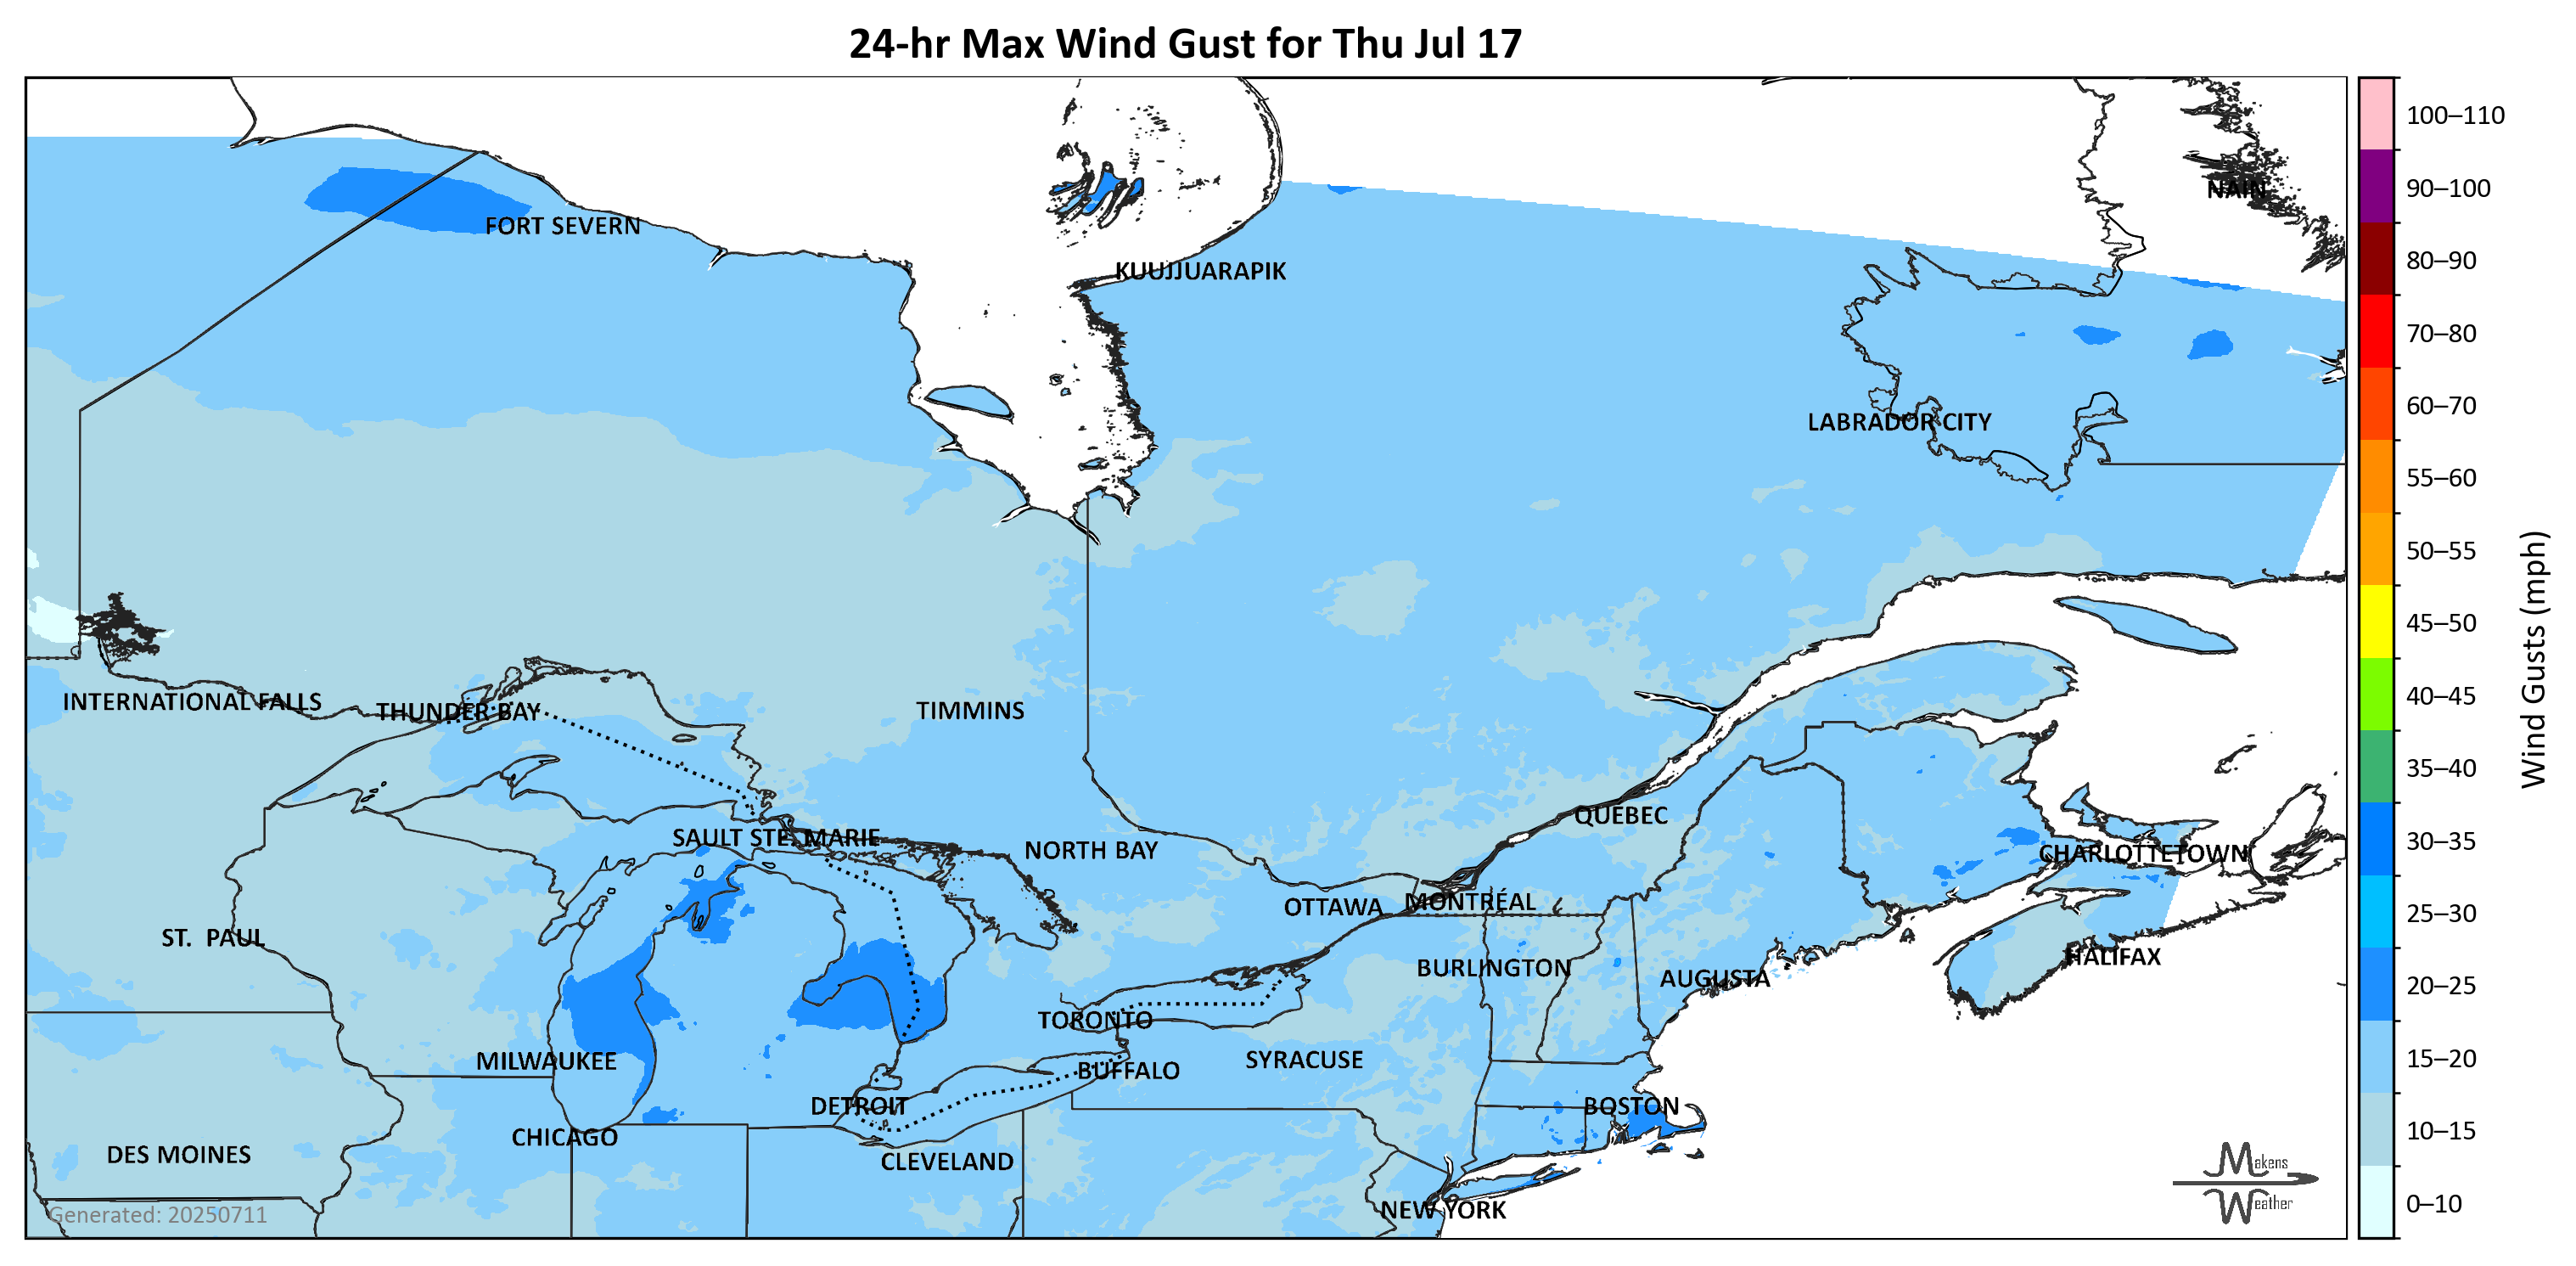 24-hr Max Wind Gust for Thu Jul 17
100–110
90–100
NAIN
FORT SEVERN
80–90
KUUJJUARAPIK
70–80
60–70
LABRADOR CITY
55–60
50–55
45–50
Wind Gusts (mph)
40–45
INTERNATIONAL FALLS
THUNDER BAY
TIMMINS
35–40
QUÉBEC
SAULT STE. MARIE
30–35
NORTH BAY
CHARLOTTETOWN
OTTAWA
MONTRÉAL
25–30
ST. PAUL
HALIFAX
BURLINGTON
AUGUSTA
20–25
TORONTO
MILWAUKEE
SYRACUSE
15–20
BUFFALO
DETROIT
BOSTON
10–15
CHICAGO
DES MOINES
CLEVELAND
Makens
Weather
0–10
NEW YORK
Generated: 20250711